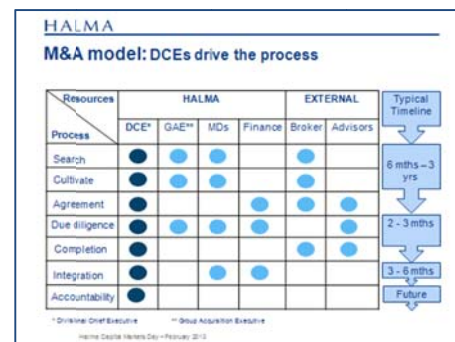 HALMA
M&A model: DCEs drive the process
Resources HALMA EXTERNAL Typical Timeline
Process DCE* GAE** MDs Finance Broker Advisors
Search
Cultivate
6 mths – 3 yrs
Agreement
Due diligence
2 - 3 mths
Completion
Integration
3 - 6 mths
Accountability
Future
* Divisional Chief Executive ** Group Acquisition Executive
Halma Capital Markets Day – February 2013